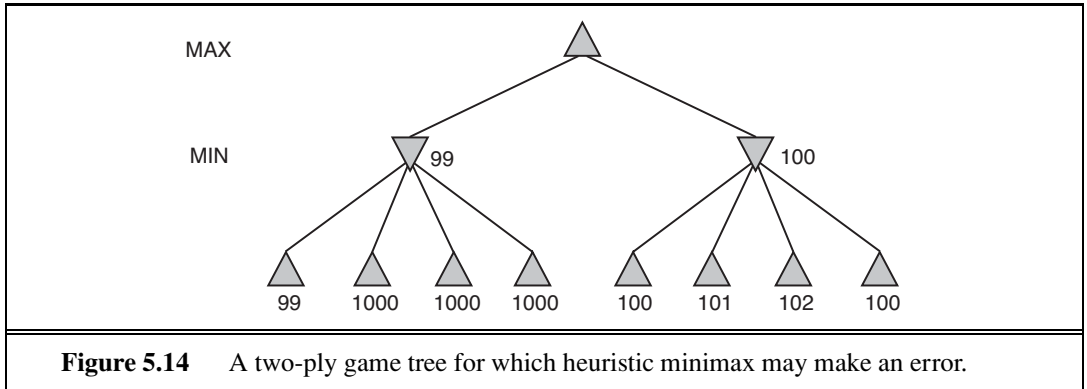 MAX
MIN 99 100
99 1000 1000 1000 100 101 102 100
Figure 5.14 A two-ply game tree for which heuristic minimax may make an error.